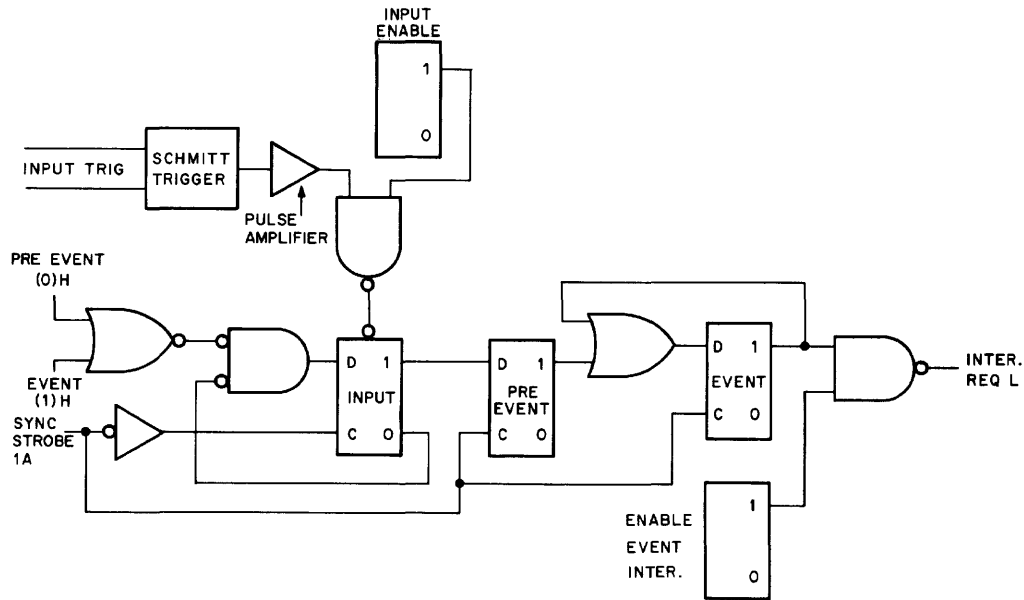 INPUT
ENABLE
1
0
SCHMITT
TRIGGER
INPUT TRIG
PULSE
AMPLIFIER
PRE EVENT
(0)H
EVENT
(1)H
SYNC
STROBE
1A
D 1
INPUT
C 0
D 1
PRE
EVENT
C 0
D 1
EVENT
C 0
INTER.
REQ L
ENABLE
EVENT
INTER.
1
0